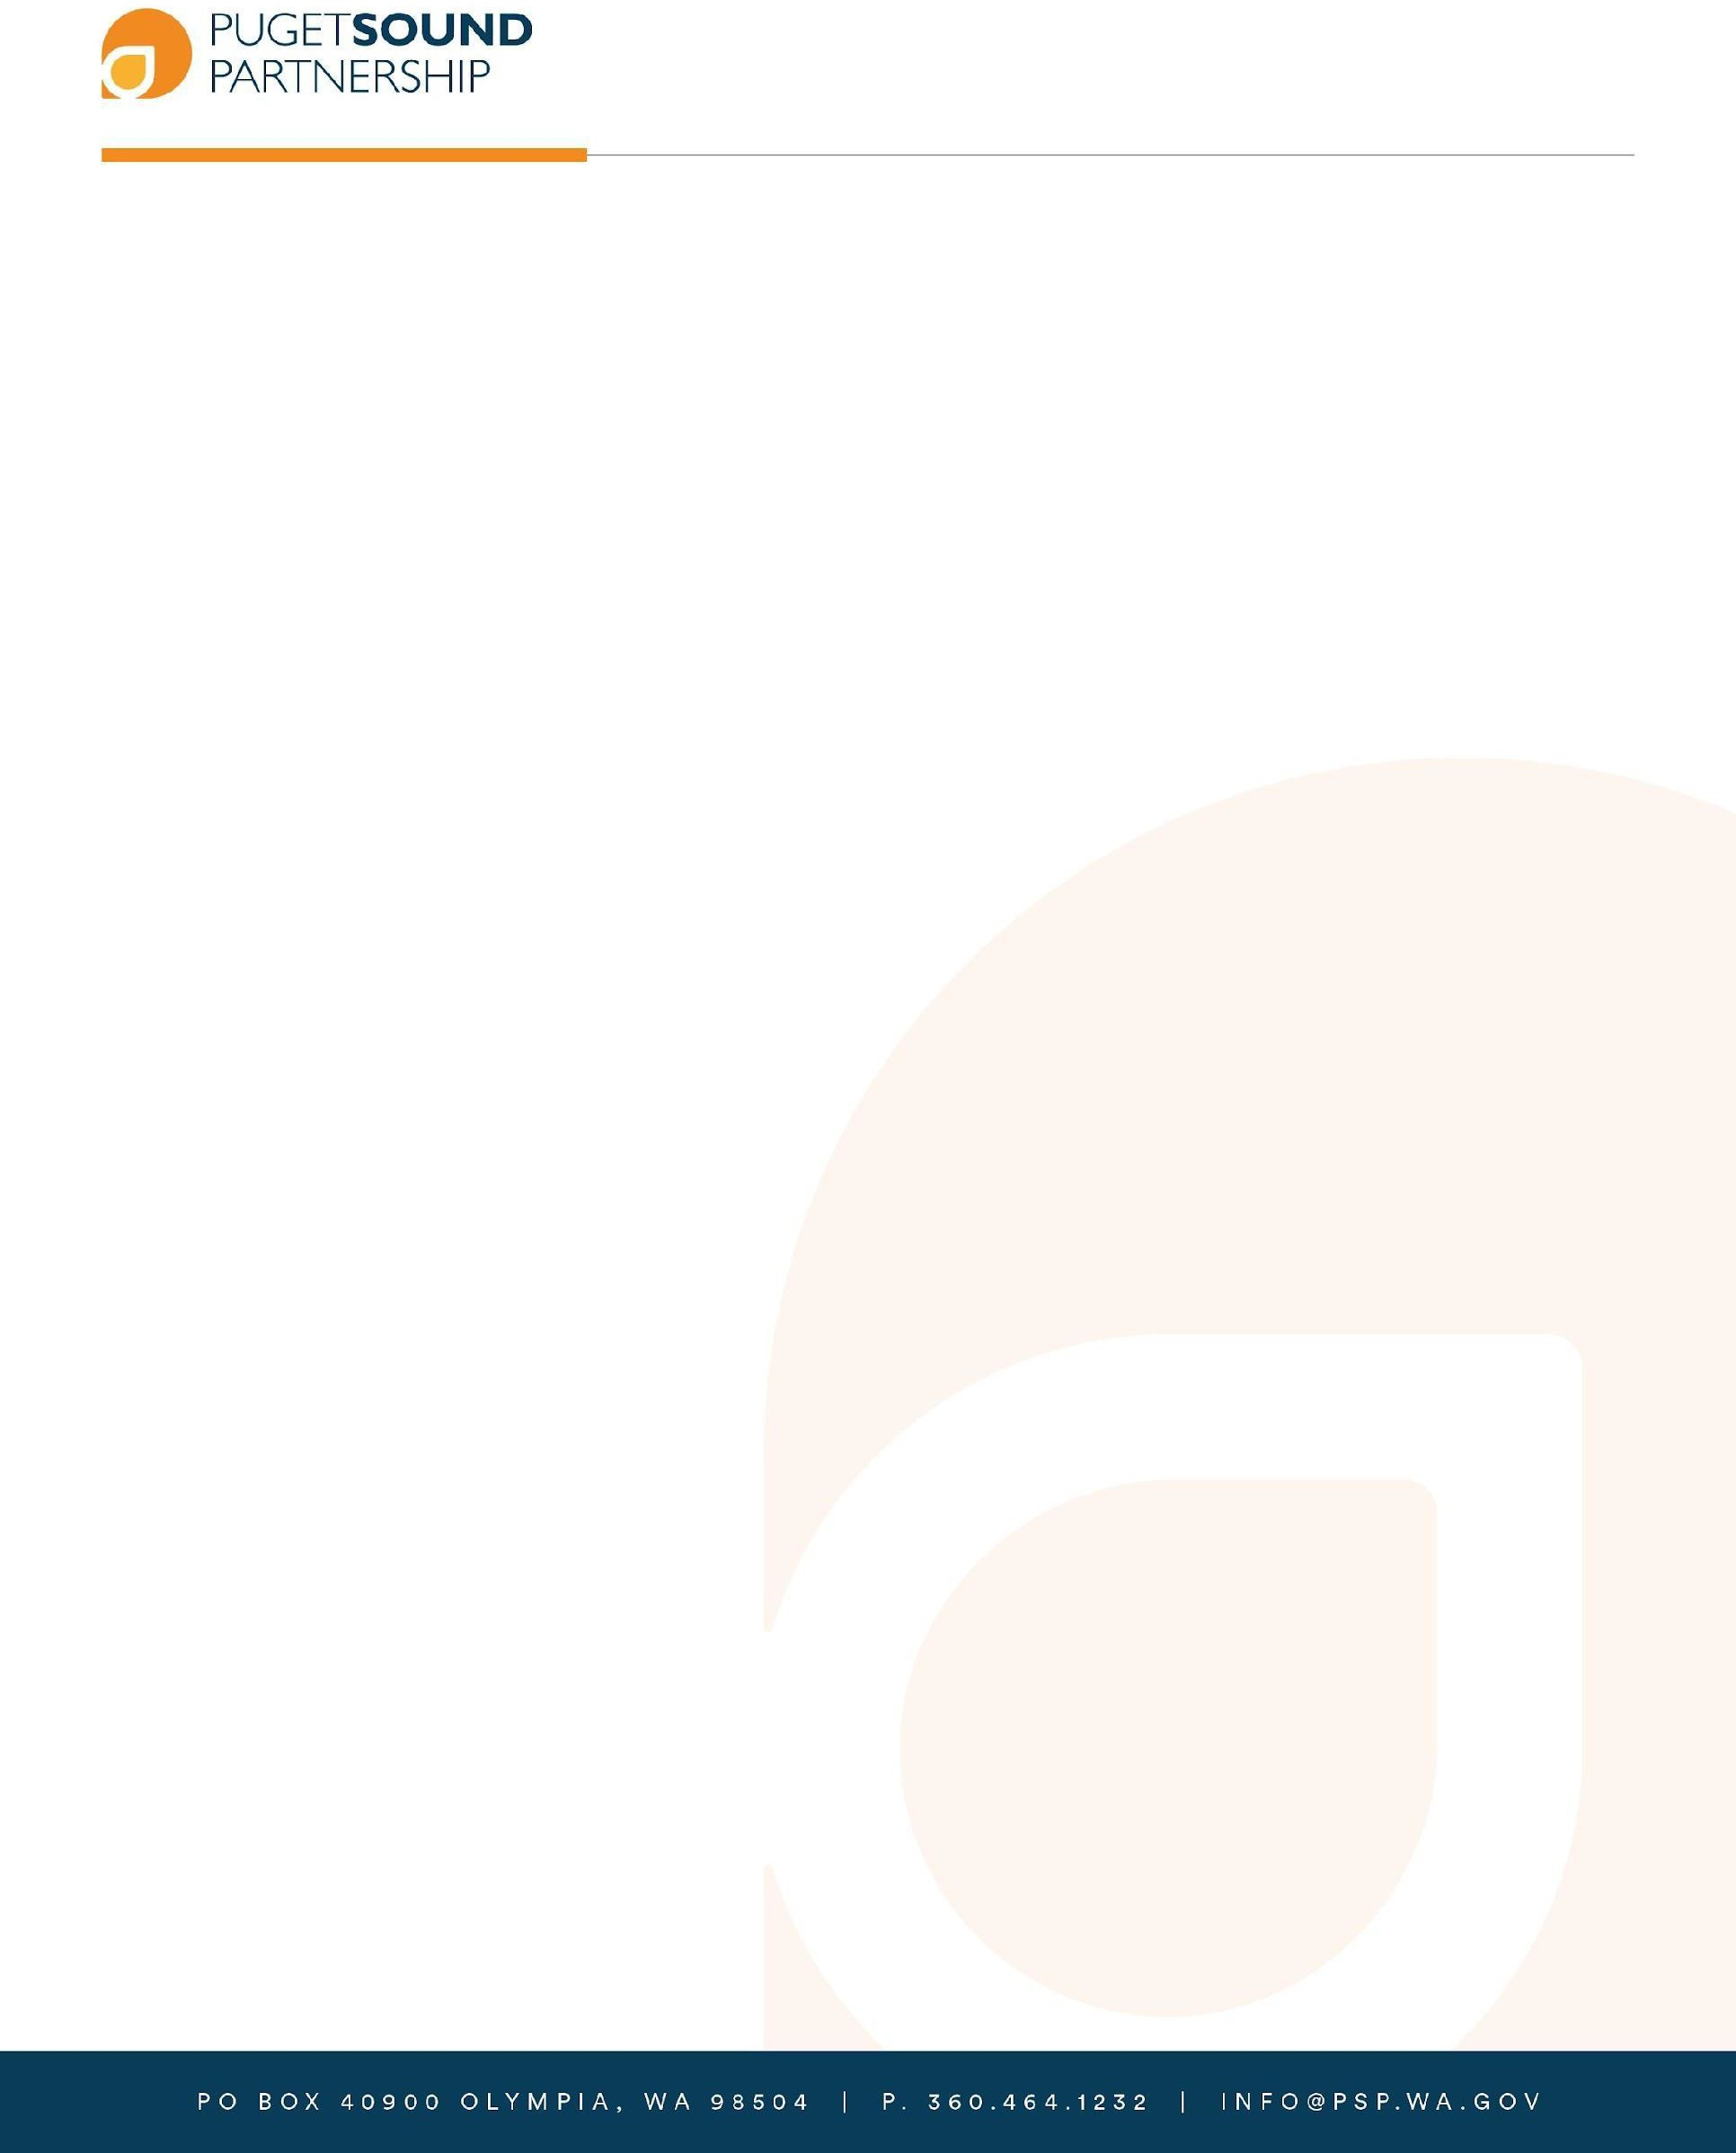 PUGETSOUND
PARTNERSHIP
PO BOX 40900 OLYMPIA, WA 98504 | P. 360.464.1232 | INFO@PSP.WA.GOV